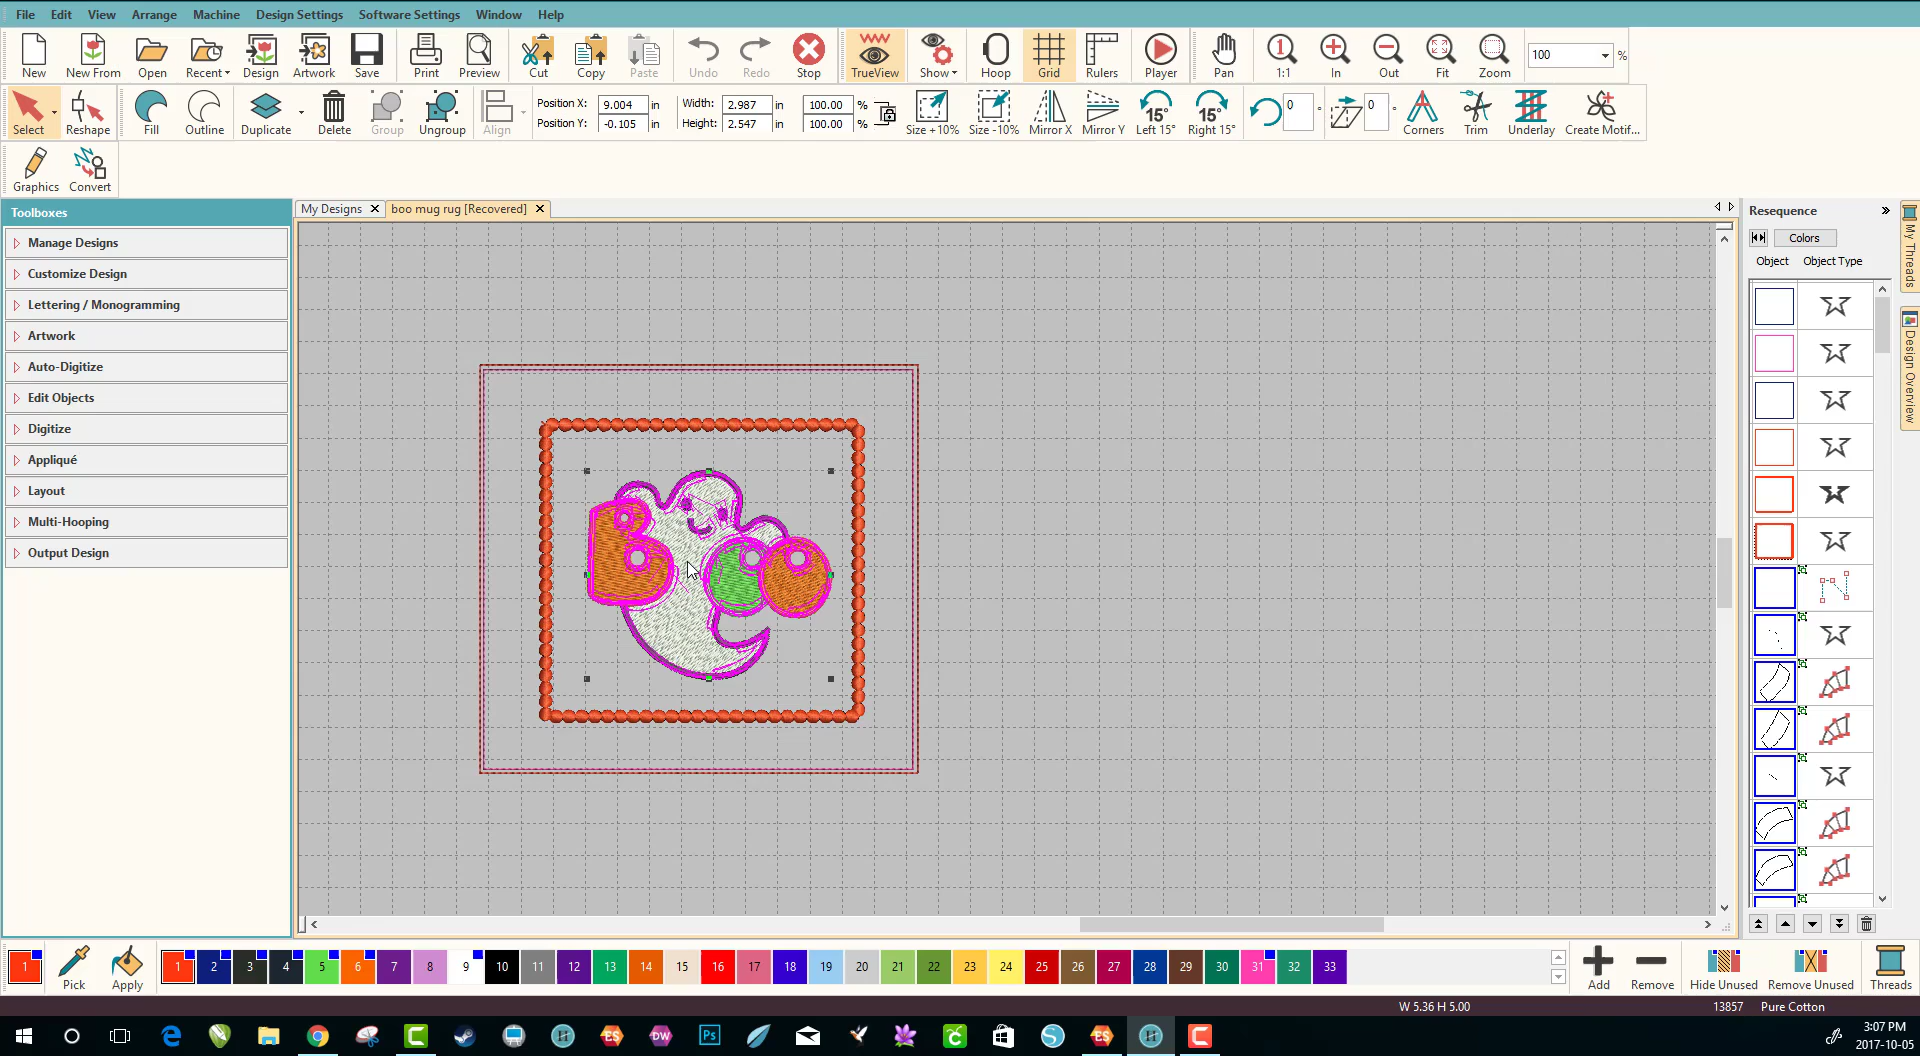 File Edit View Arrange Machine Design Settings Software Settings Window Help
New New From Open Recent Design Artwork Save Print Preview Cut Copy Paste Undo Redo Stop TrueView Show Hoop Grid Rulers Player Pan 1:1 In Out Fit Zoom 100 %
Select Reshape Fill Outline Duplicate Delete Group Ungroup Align
Position X: 9.004 in Width: 2.987 in 100.00 %
Position Y: -0.105 in Height: 2.547 in 100.00 %
Size +10% Size -10% Mirror X Mirror Y 15° Left 15° 15° Right 15° 0 ° 0 ° Corners Trim Underlay Create Motif...
Graphics Convert
Toolboxes
Manage Designs
Customize Design
Lettering / Monogramming
Artwork
Auto-Digitize
Edit Objects
Digitize
Appliqué
Layout
Multi-Hooping
Output Design
My Designs boo mug rug [Recovered]
Resequence
Colors
Object Object Type
My Threads
Design Overview
1 Pick Apply 1 2 3 4 5 6 7 8 9 10 11 12 13 14 15 16 17 18 19 20 21 22 23 24 25 26 27 28 29 30 31 32 33 Add Remove Hide Unused Remove Unused Threads
W 5.36 H 5.00 13857 Pure Cotton
ES DW Ps ES
3:07 PM
2017-10-05